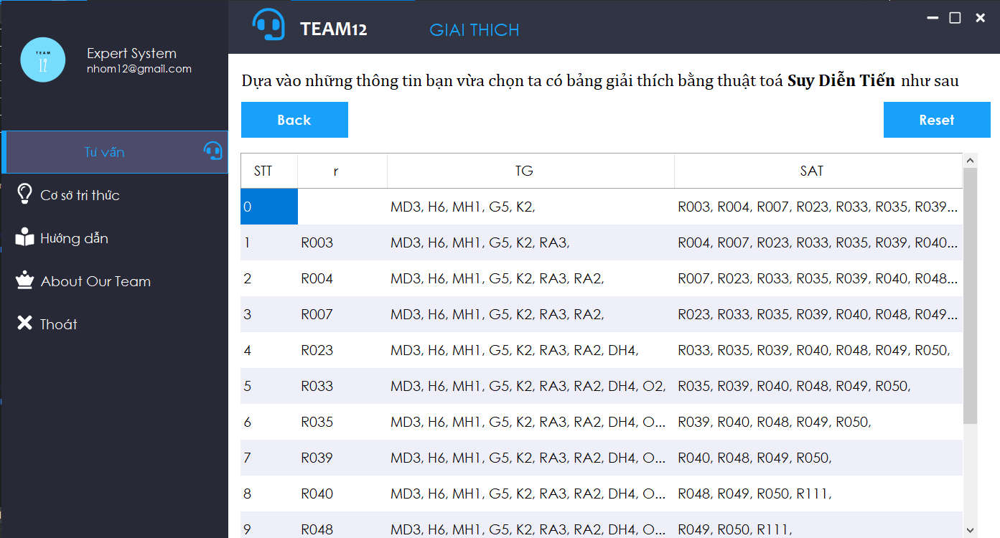 TEAM12
GIAI THICH
TEAM
12
Expert System
nhom12@gmail.com
Tư vấn
Cơ sở tri thức
Hướng dẫn
About Our Team
Thoát
Dựa vào những thông tin bạn vừa chọn ta có bảng giải thích bằng thuật toá Suy Diễn Tiến như sau
Back
Reset
STT r TG SAT
0 MD3, H6, MH1, G5, K2, R003, R004, R007, R023, R033, R035, R039...
1 R003 MD3, H6, MH1, G5, K2, RA3, R004, R007, R023, R033, R035, R039, R040...
2 R004 MD3, H6, MH1, G5, K2, RA3, RA2, R007, R023, R033, R035, R039, R040, R048...
3 R007 MD3, H6, MH1, G5, K2, RA3, RA2, R023, R033, R035, R039, R040, R048, R049...
4 R023 MD3, H6, MH1, G5, K2, RA3, RA2, DH4, R033, R035, R039, R040, R048, R049, R050,
5 R033 MD3, H6, MH1, G5, K2, RA3, RA2, DH4, O2, R035, R039, R040, R048, R049, R050,
6 R035 MD3, H6, MH1, G5, K2, RA3, RA2, DH4, O... R039, R040, R048, R049, R050,
7 R039 MD3, H6, MH1, G5, K2, RA3, RA2, DH4, O... R040, R048, R049, R050,
8 R040 MD3, H6, MH1, G5, K2, RA3, RA2, DH4, O... R048, R049, R050, R111,
9 R048 MD3, H6, MH1, G5, K2, RA3, RA2, DH4, O... R049, R050, R111,